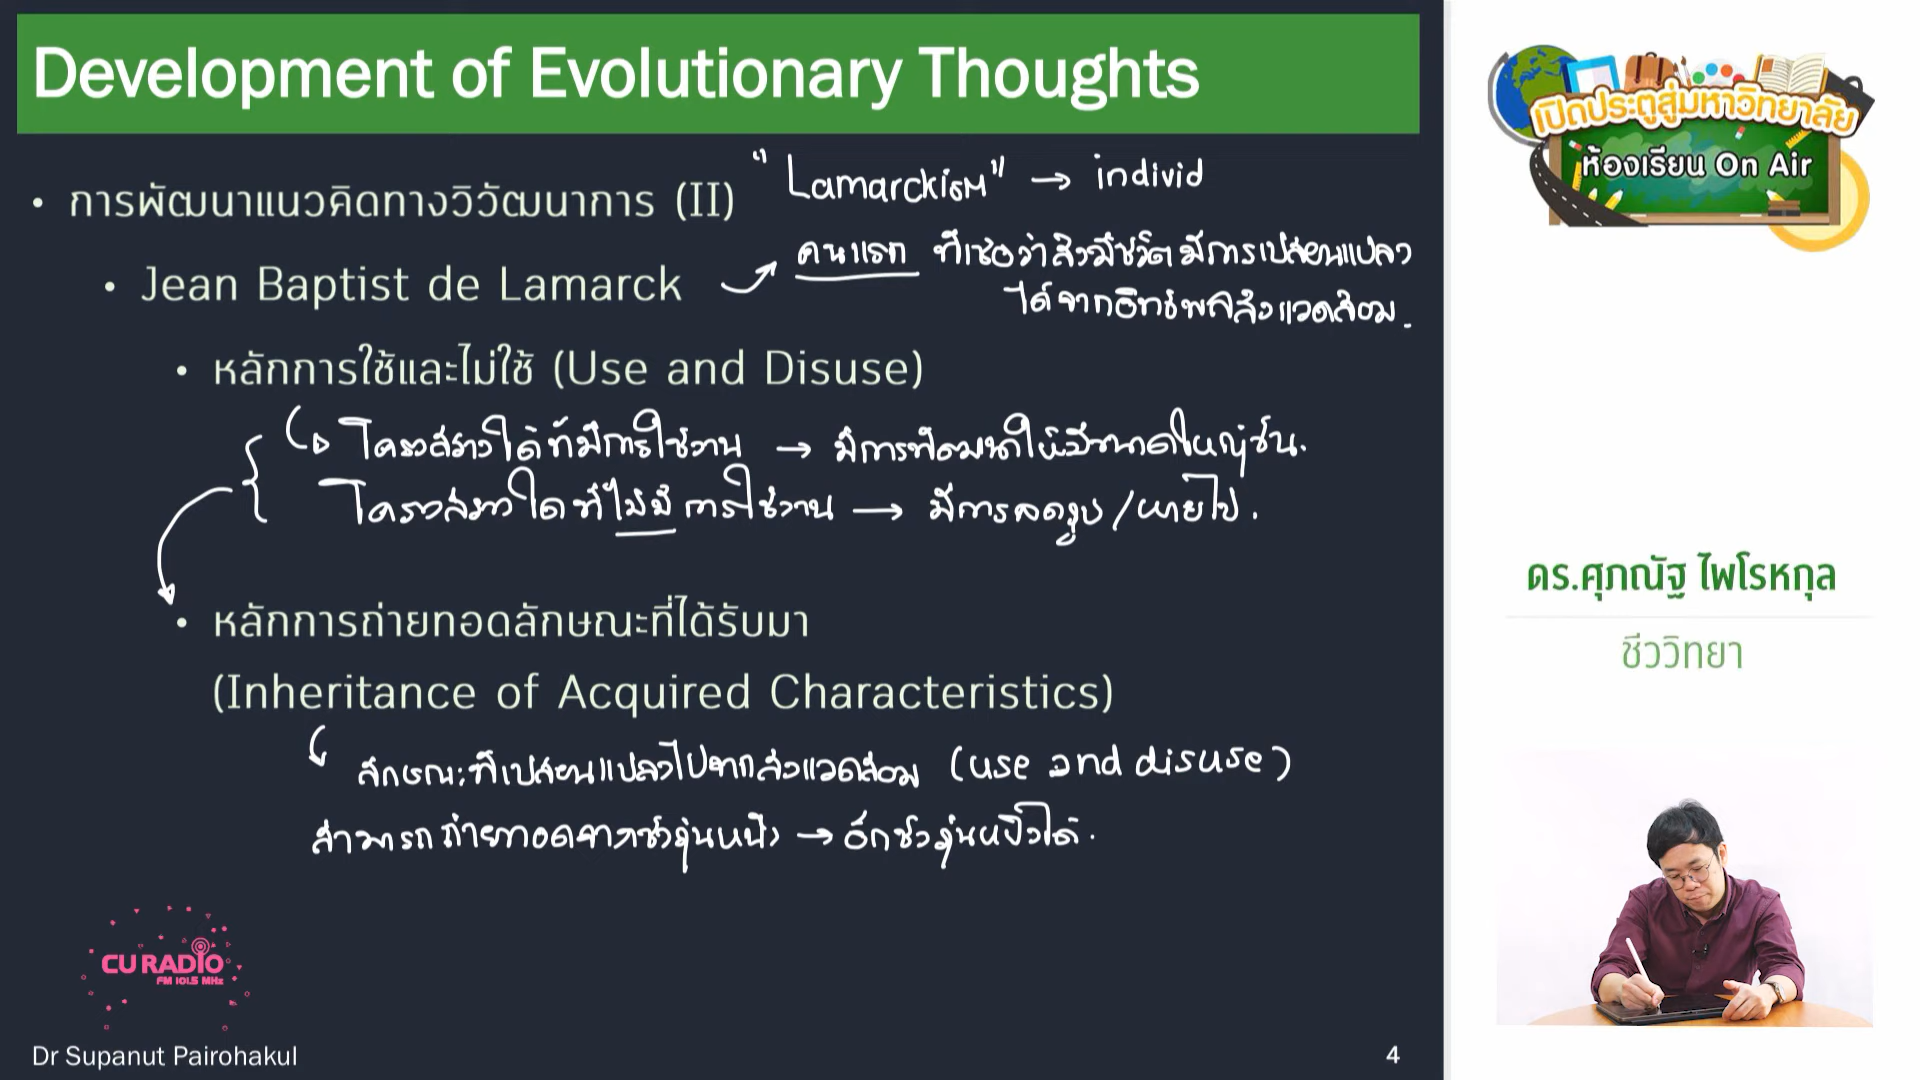 Development of Evolutionary Thoughts
• การพัฒนาแนวคิดทางวิวัฒนาการ (II)
"Lamarckism" → individ
• Jean Baptist de Lamarck
คนแรก ที่เชื่อว่าสิ่งมีชีวิต มีการเปลี่ยนแปลง
ได้จากอิทธิพลสิ่งแวดล้อม.
• หลักการใช้และไม่ใช้ (Use and Disuse)
โครงสร้างใดที่มีการใช้งาน → มีการพัฒนาให้มีขนาดใหญ่ขึ้น.
โครงสร้างใดที่ไม่มีการใช้งาน → มีการลดรูป/หายไป.
• หลักการถ่ายทอดลักษณะที่ได้รับมา
(Inheritance of Acquired Characteristics)
ลักษณะที่เปลี่ยนแปลงไปจากสิ่งแวดล้อม (use and disuse)
สามารถถ่ายทอดจากชั่วรุ่นหนึ่ง → อีกชั่วรุ่นหนึ่งได้.
CU RADIO
FM 101.5 MHz
Dr Supanut Pairohakul
4
เปิดประตูสู่มหาวิทยาลัย
ห้องเรียน On Air
ดร.ศุภณัฐ ไพโรหกุล
ชีววิทยา